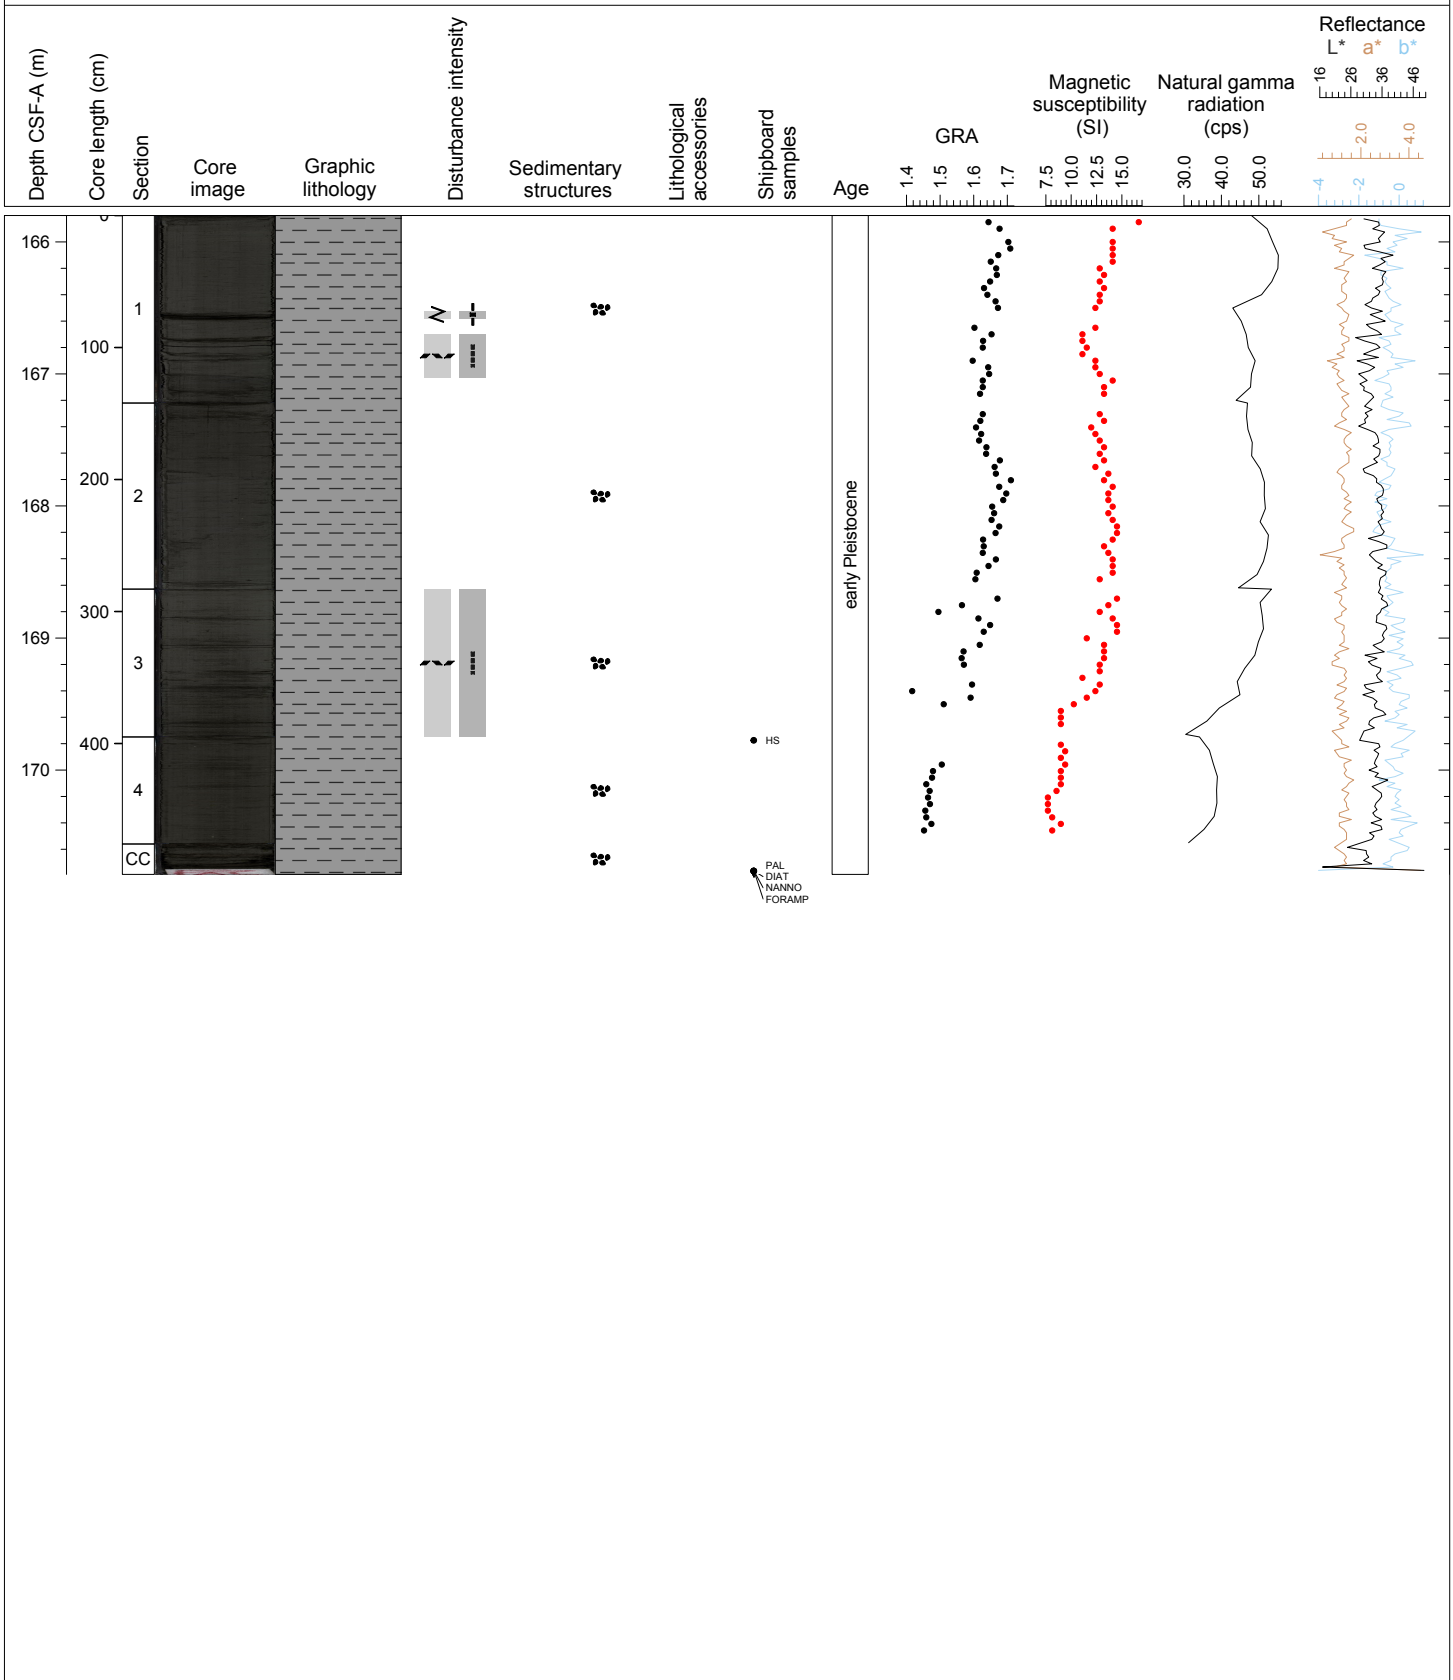 Depth CSF-A (m)
Core length (cm)
Section
Core
image
Graphic
lithology
Disturbance intensity
Sedimentary
structures
Lithological
accessories
Shipboard
samples
Age
GRA
1.4 1.5 1.6 1.7
Magnetic
susceptibility
(SI)
7.5 10.0 12.5 15.0
Natural gamma
radiation
(cps)
30.0 40.0 50.0
Reflectance
L* a* b*
16 26 36 46
2.0 4.0
-4 -2 0
166
167
168
169
170
0
100
200
300
400
1
2
3
4
CC
HS
PAL
DIAT
NANNO
FORAMP
early Pleistocene